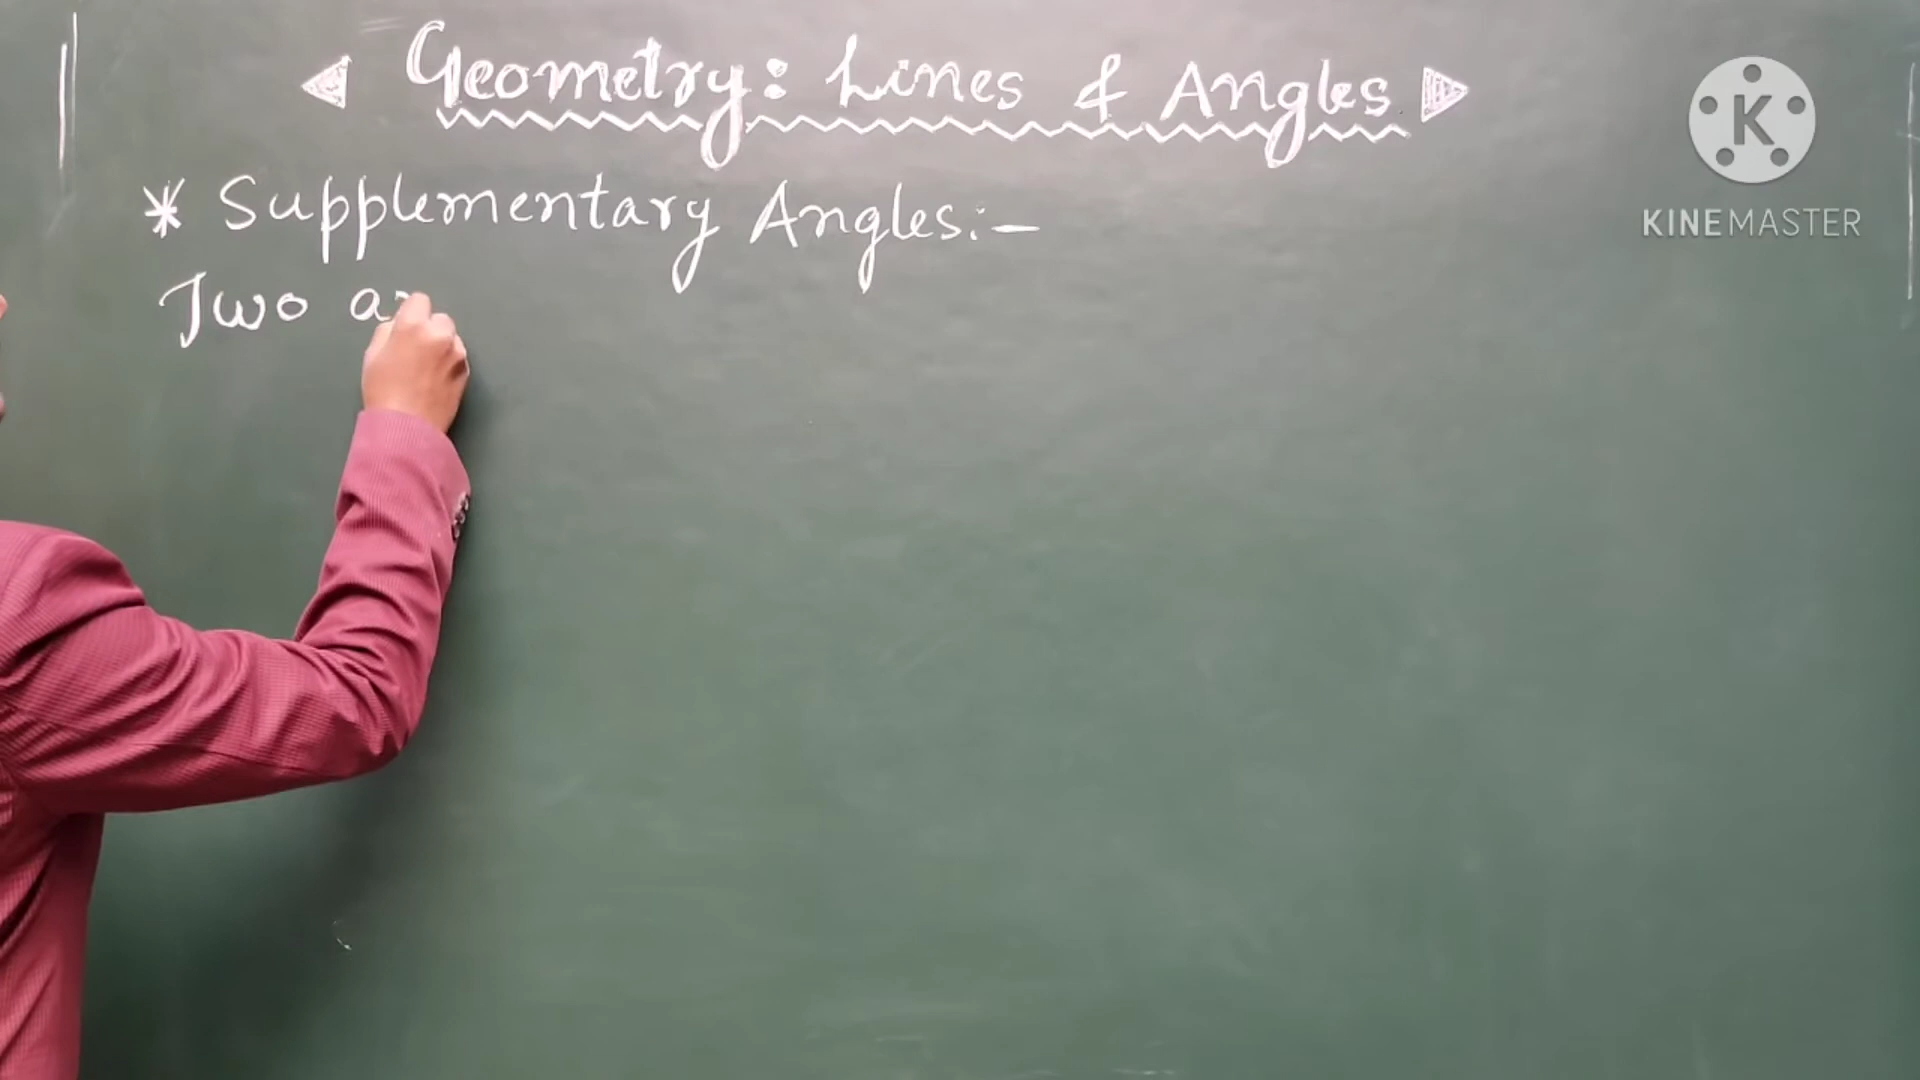 Geometry: Lines & Angles
* Supplementary Angles:-
Two
K
KINEMASTER